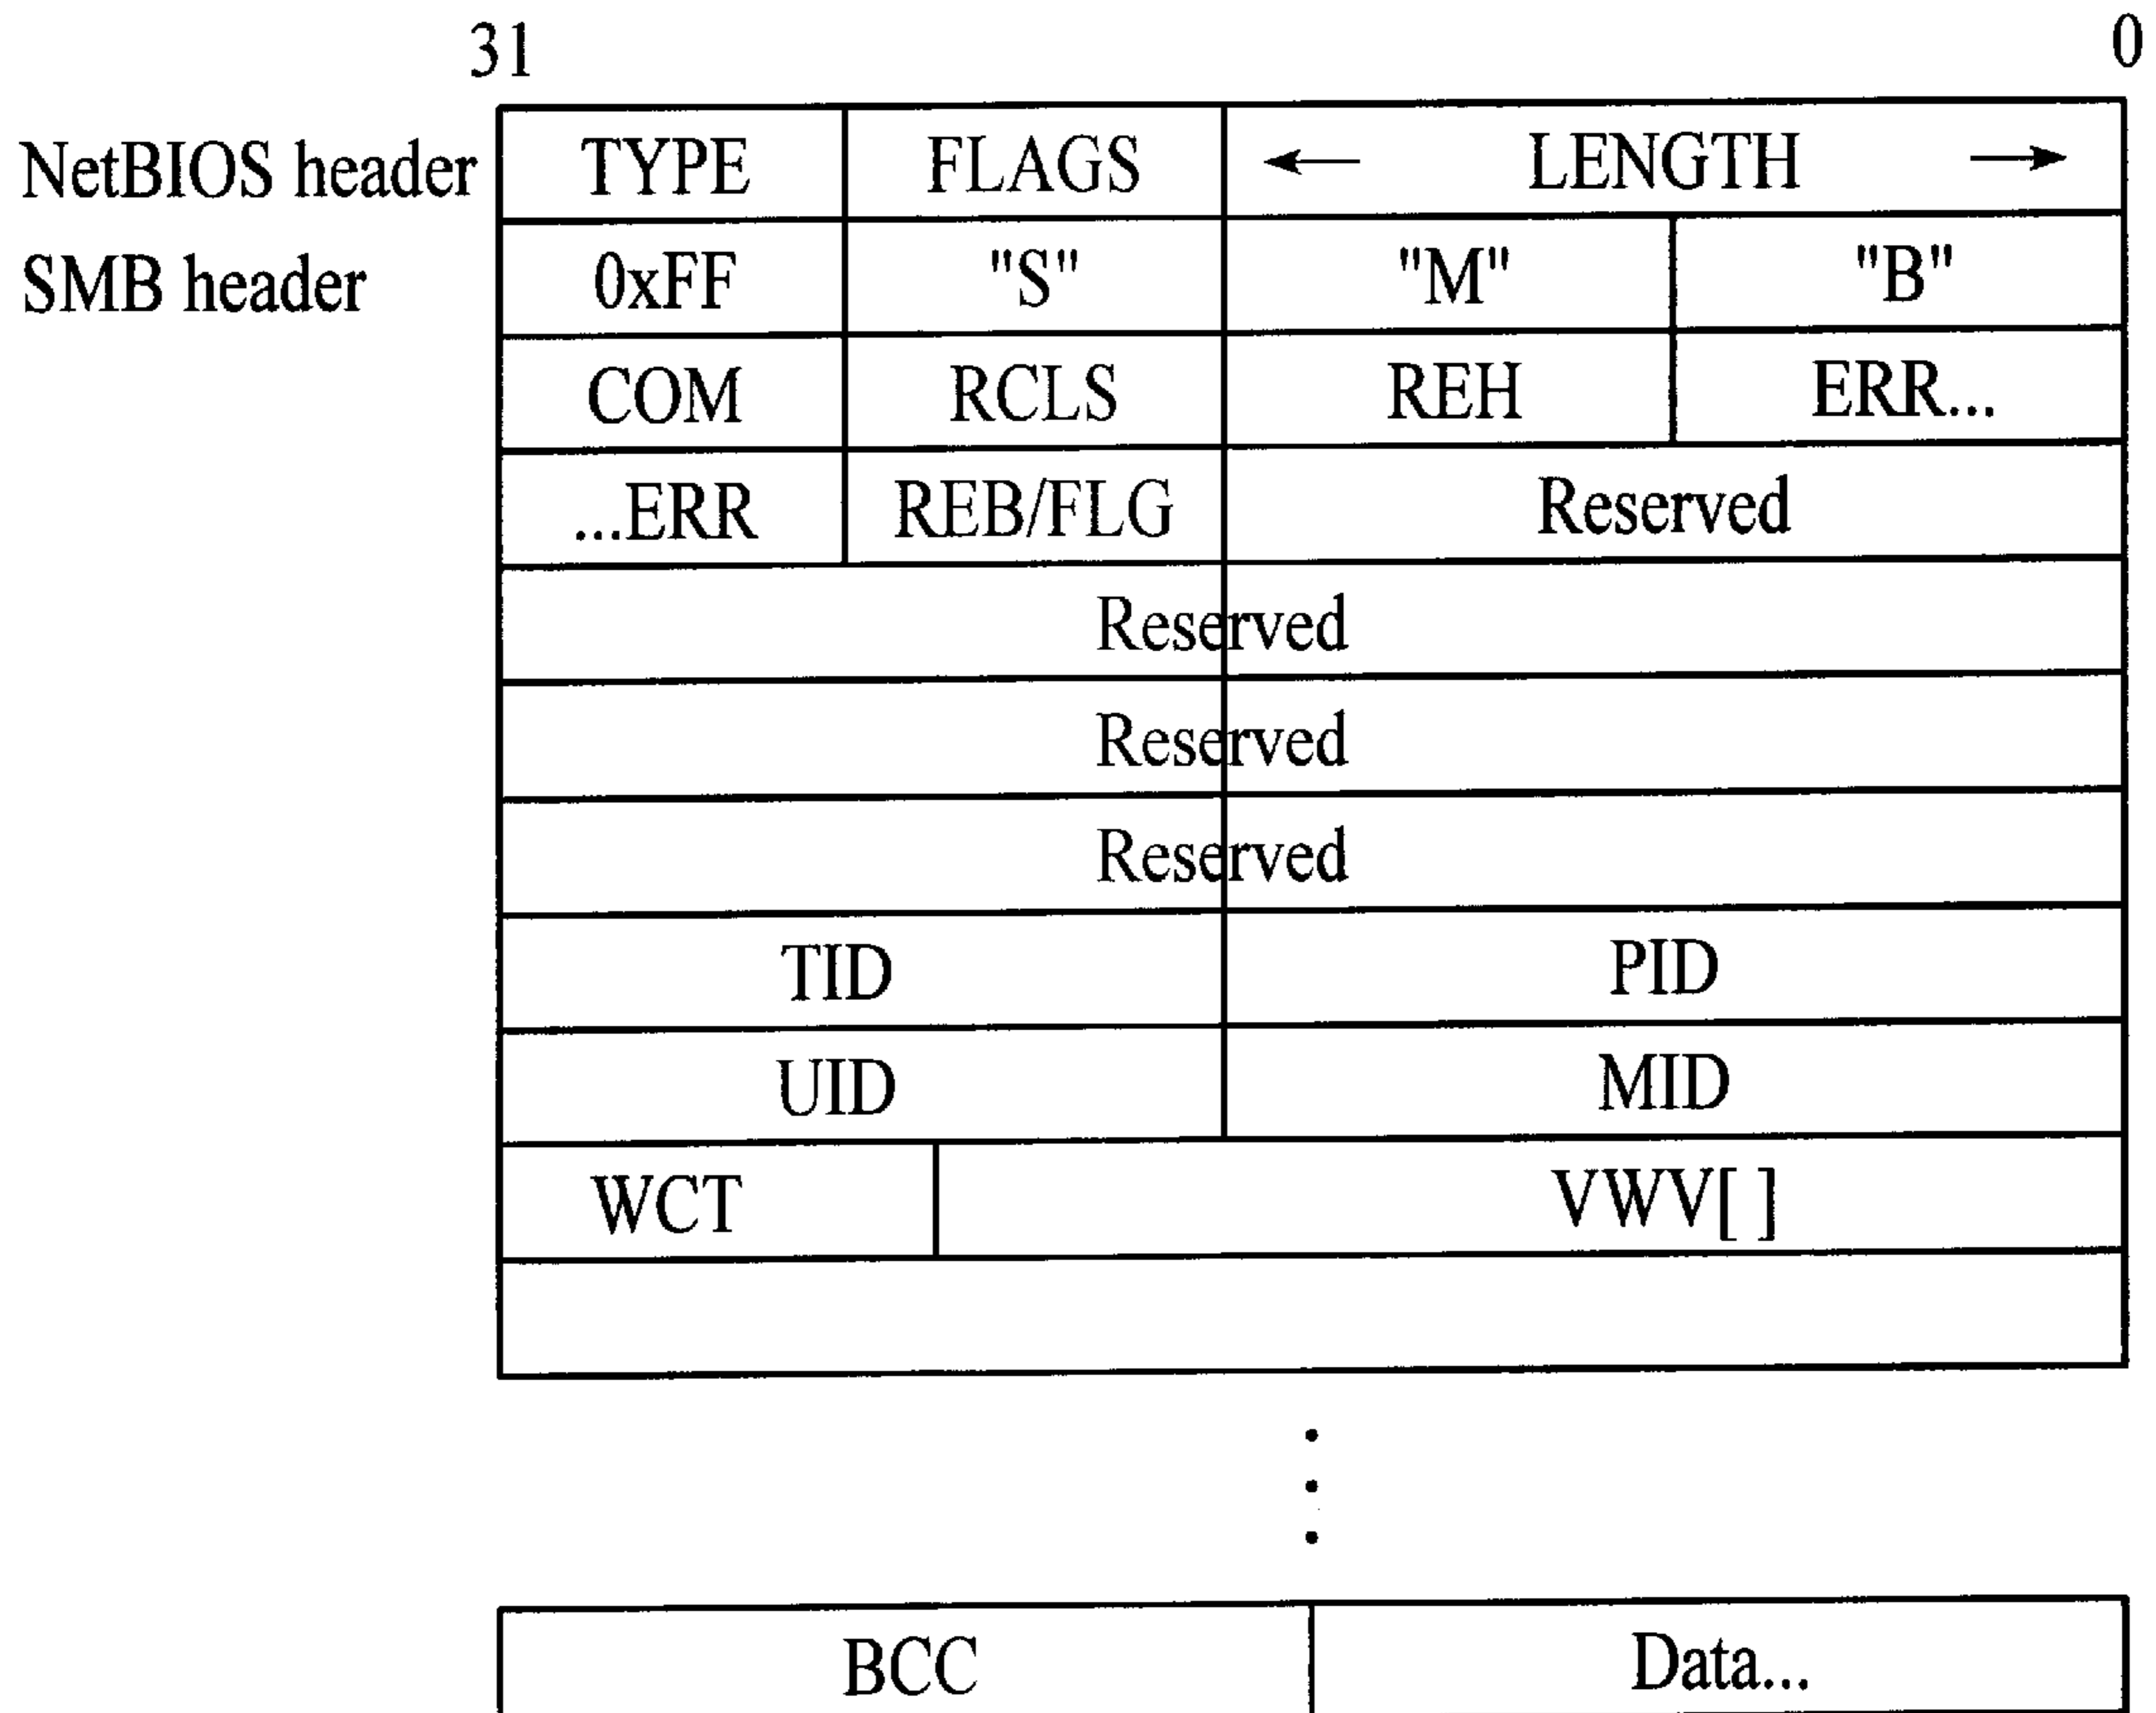 31 0
NetBIOS header TYPE FLAGS LENGTH
SMB header 0xFF "S" "M" "B"
COM RCLS REH ERR...
...ERR REB/FLG Reserved
Reserved
Reserved
Reserved
TID PID
UID MID
WCT VWV[ ]
BCC Data...